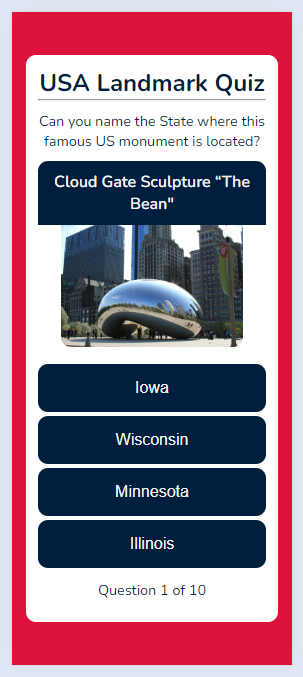 USA Landmark Quiz
Can you name the State where this
famous US monument is located?
Cloud Gate Sculpture “The
Bean"
Iowa
Wisconsin
Minnesota
Illinois
Question 1 of 10